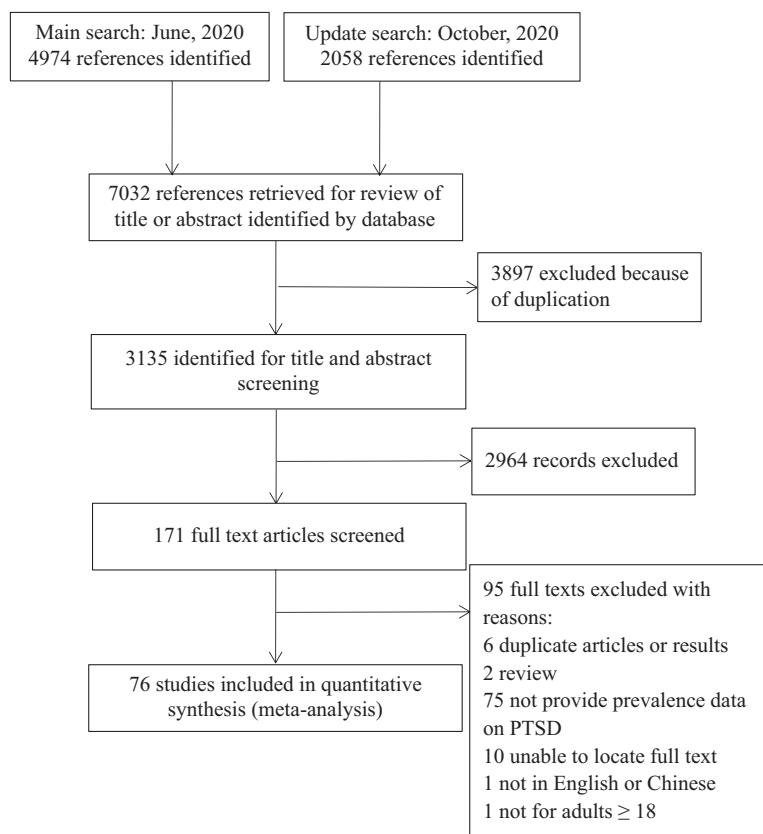 Main search: June, 2020
4974 references identified
Update search: October, 2020
2058 references identified
7032 references retrieved for review of
title or abstract identified by database
3897 excluded because
of duplication
3135 identified for title and abstract
screening
2964 records excluded
171 full text articles screened
95 full texts excluded with
reasons:
6 duplicate articles or results
2 review
75 not provide prevalence data
on PTSD
10 unable to locate full text
1 not in English or Chinese
1 not for adults ≥ 18
76 studies included in quantitative
synthesis (meta-analysis)